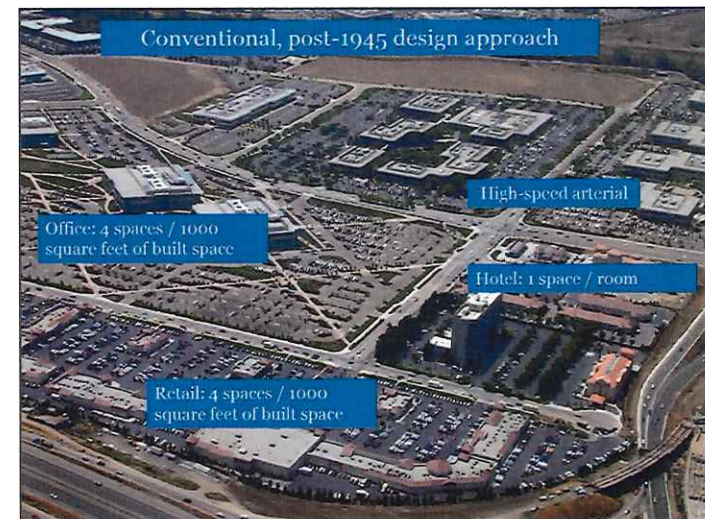 Conventional, post-1945 design approach
High-speed arterial
Office: 4 spaces / 1000
square feet of built space
Hotel: 1 space / room
Retail: 4 spaces / 1000
square feet of built space